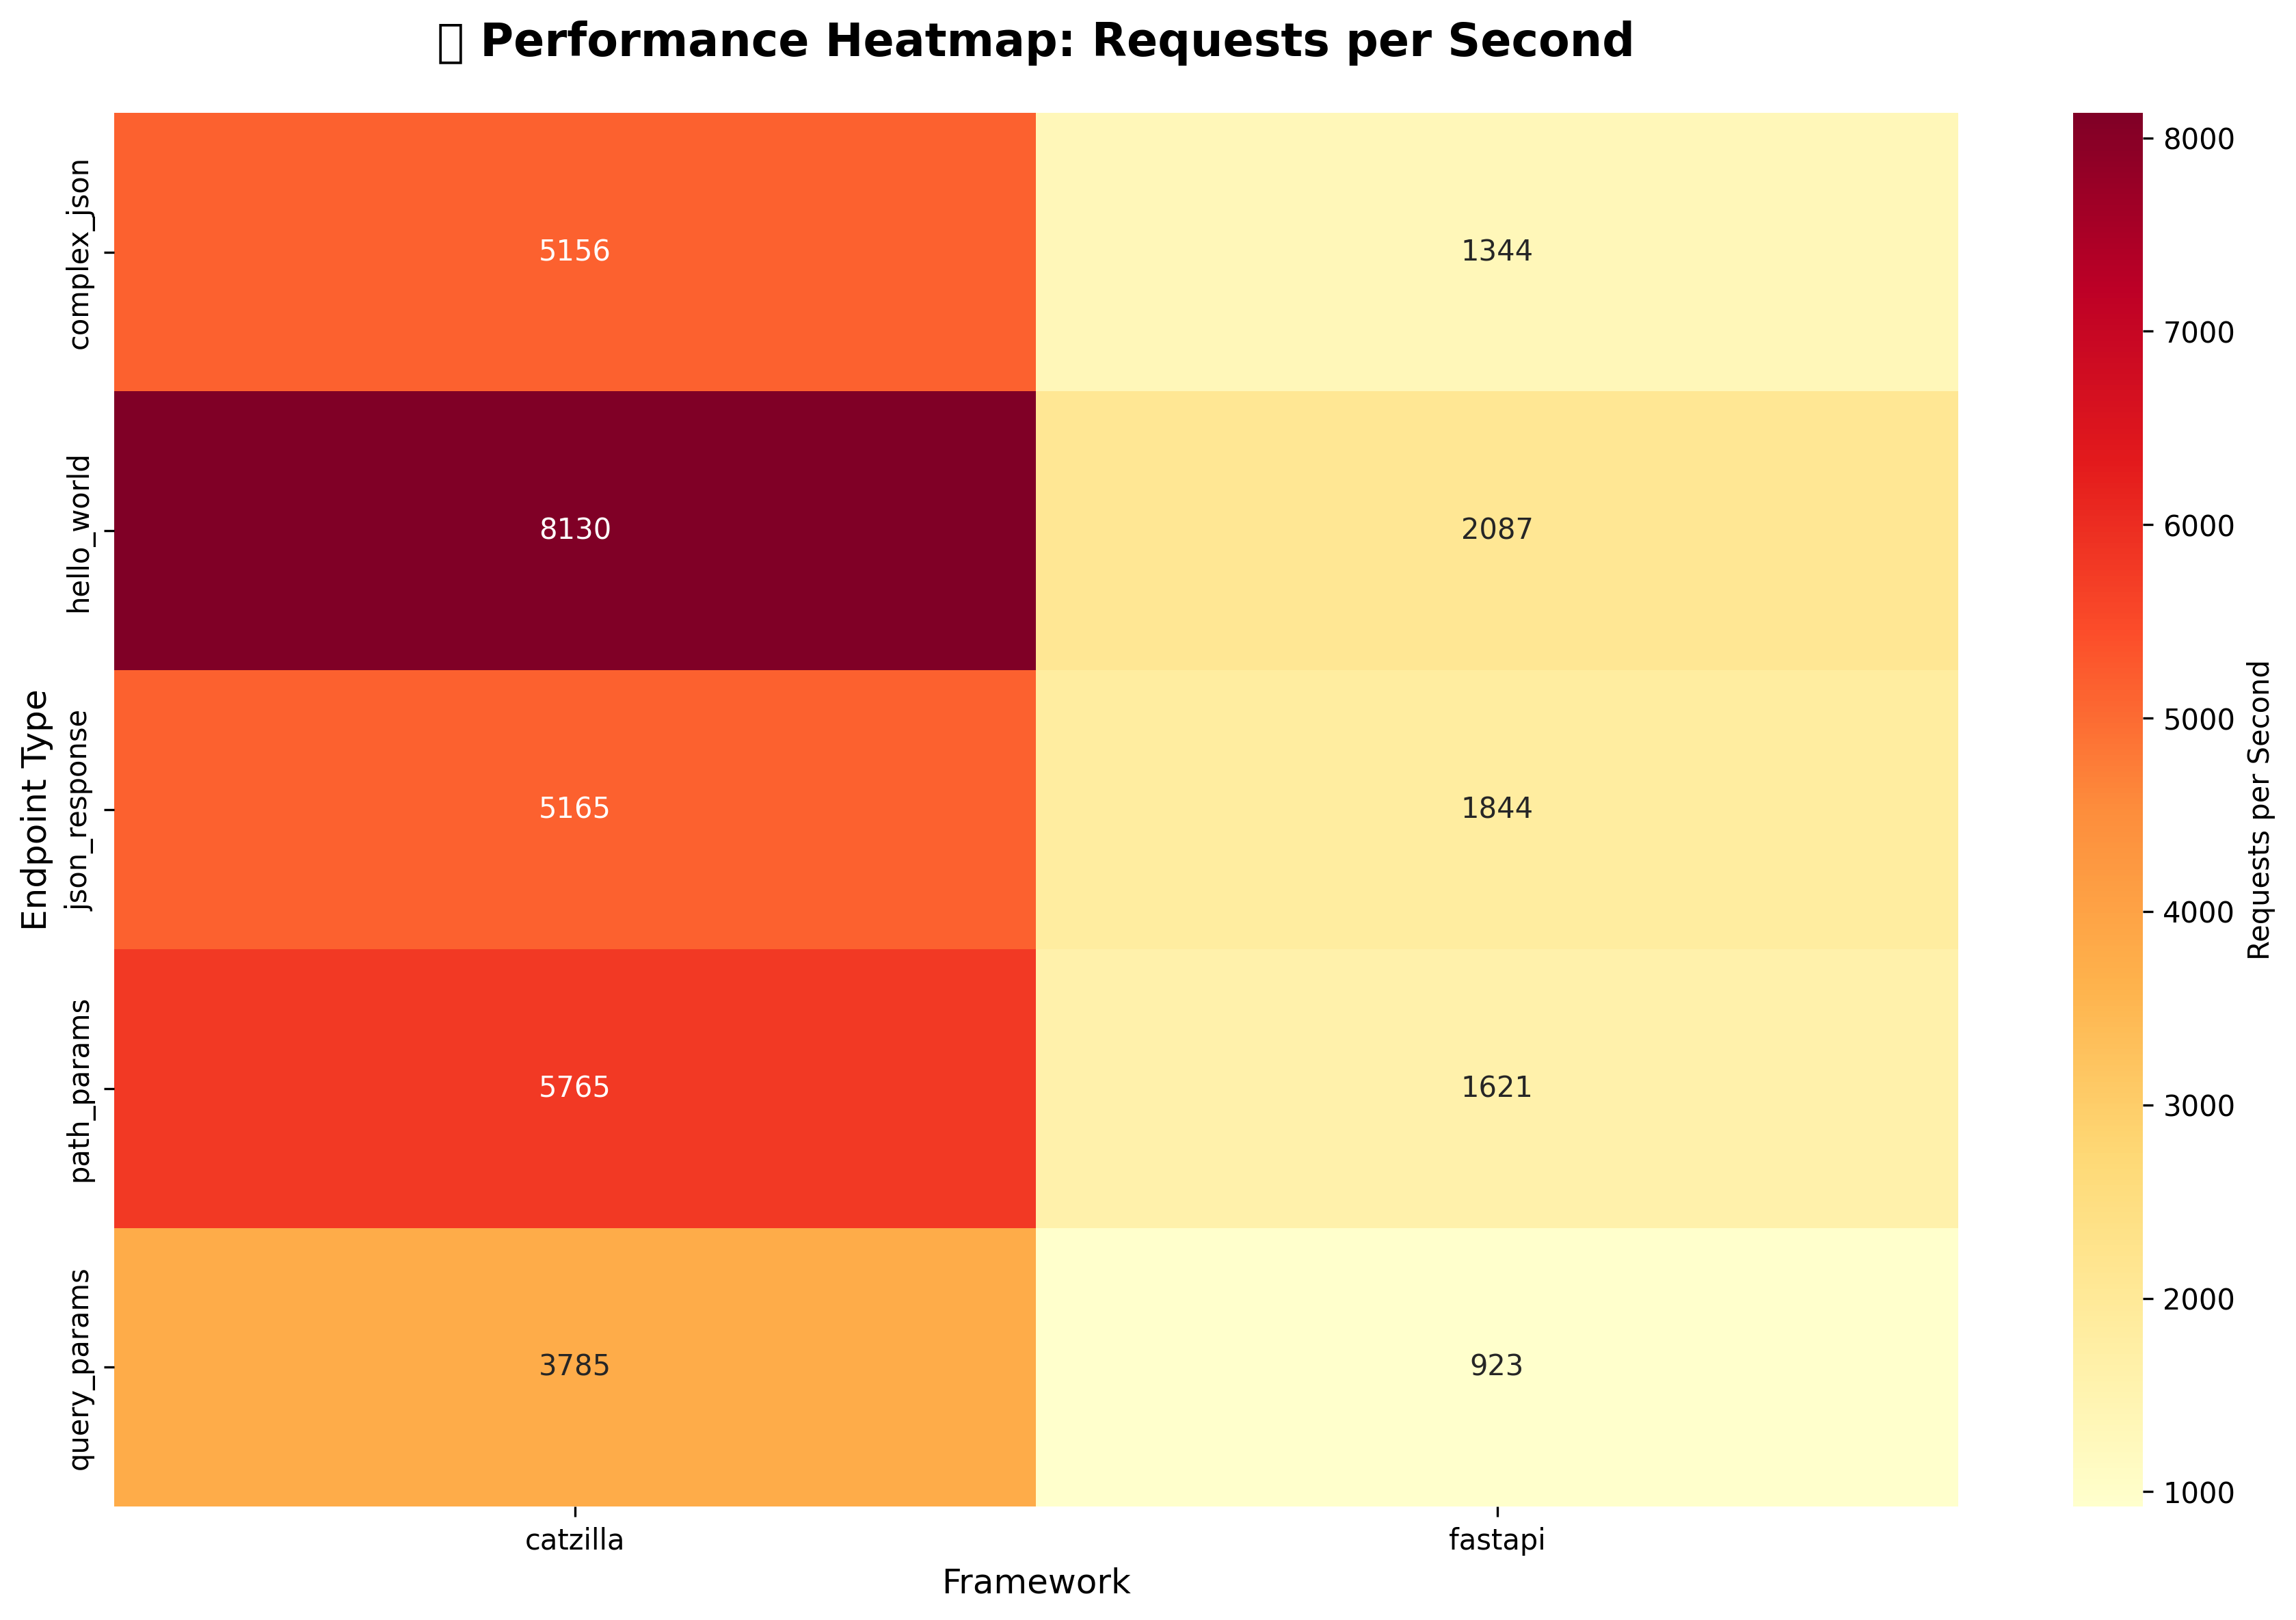 Performance Heatmap: Requests per Second
Endpoint Type
complex_json
5156
1344
hello_world
8130
2087
json_response
5165
1844
path_params
5765
1621
query_params
3785
923
catzilla
fastapi
Framework
8000
7000
6000
5000
4000
3000
2000
1000
Requests per Second